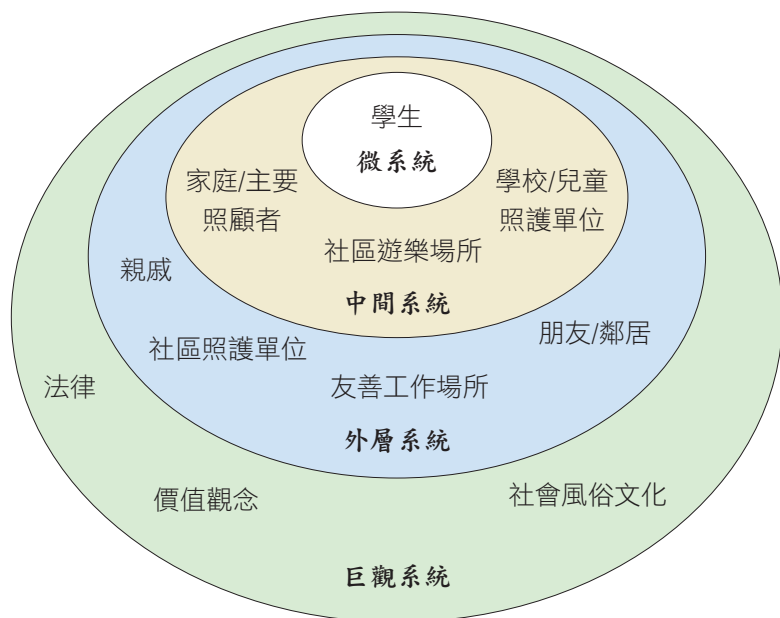 學生
微系統
家庭/主要
照顧者
學校/兒童
照護單位
社區遊樂場所
中間系統
親戚
社區照護單位
朋友/鄰居
友善工作場所
外層系統
法律
價值觀念
社會風俗文化
巨觀系統